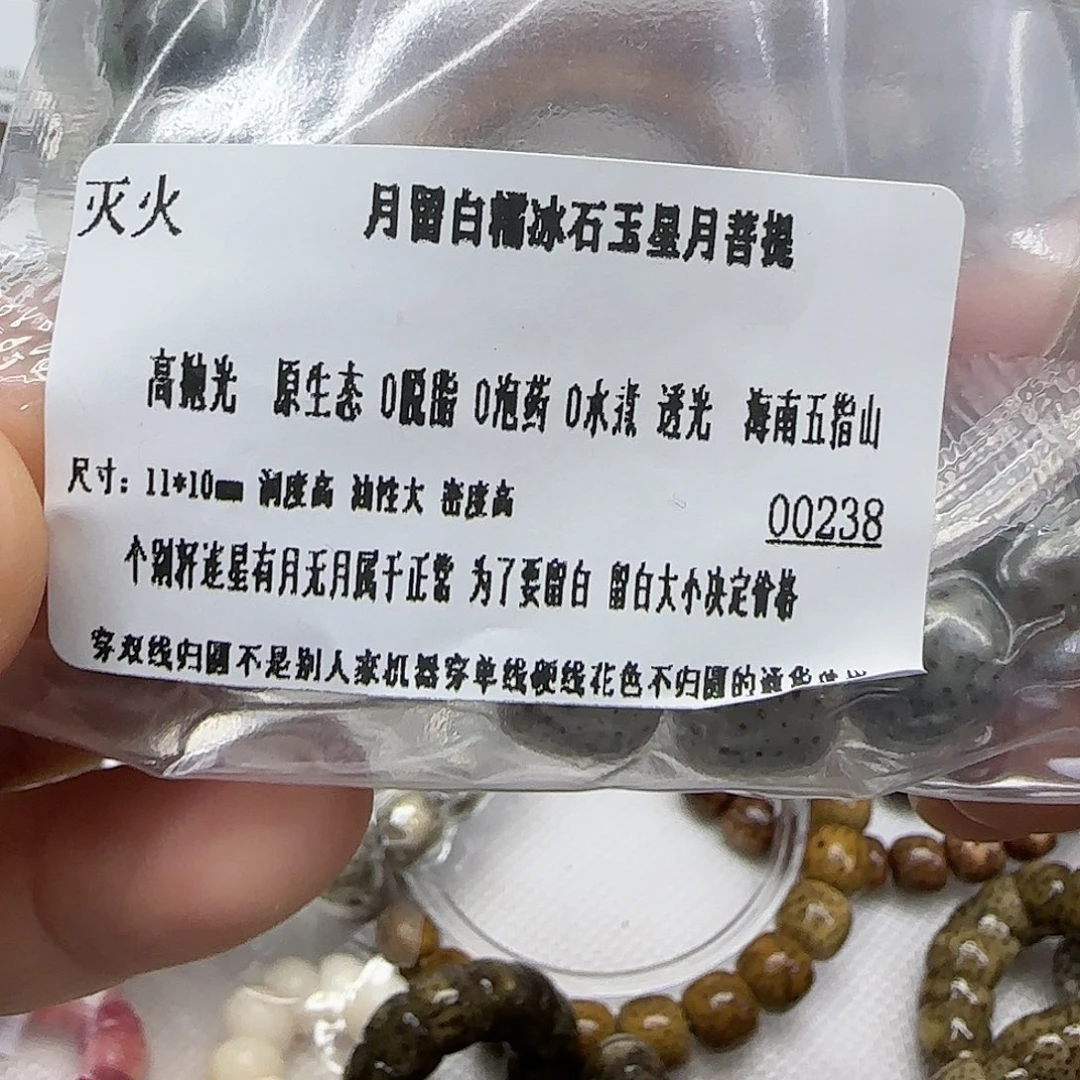 灭火
月留白糯冰石玉星月菩提
高抛光 原生态 0脱脂 0泡药 0水煮 透光 海南五指山
尺寸：11*10mm 润度高 油性大 密度高
00238
个别籽连星有月无月属于正常 为了要留白 留白大小决定价格
穿双线归圆不是别人家机器穿单线硬线花色不归圆的通货